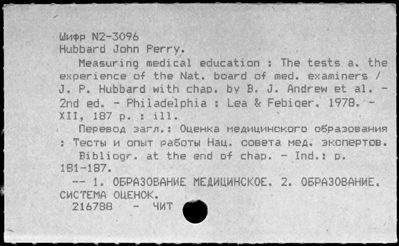 Шифр N2-3096
Hubbard John Perry.
Measuring medical education : The tests a. the
experience of the Nat. board of med. examiners /
J. P. Hubbard with chap. by B. J. Andrew et al. -
2nd ed. - Philadelphia : Lea & Febiger, 1978. -
XII, 187 p. : ill.
Перевод загл.: Оценка медицинского образования
: Тесты и опыт работы Нац. совета мед. экспертов.
Bibliogr. at the end of chap. - Ind.: p.
181-187.
-- 1. ОБРАЗОВАНИЕ МЕДИЦИНСКОЕ. 2. ОБРАЗОВАНИЕ,
СИСТЕМА ОЦЕНОК.
216788 - ЧИТ